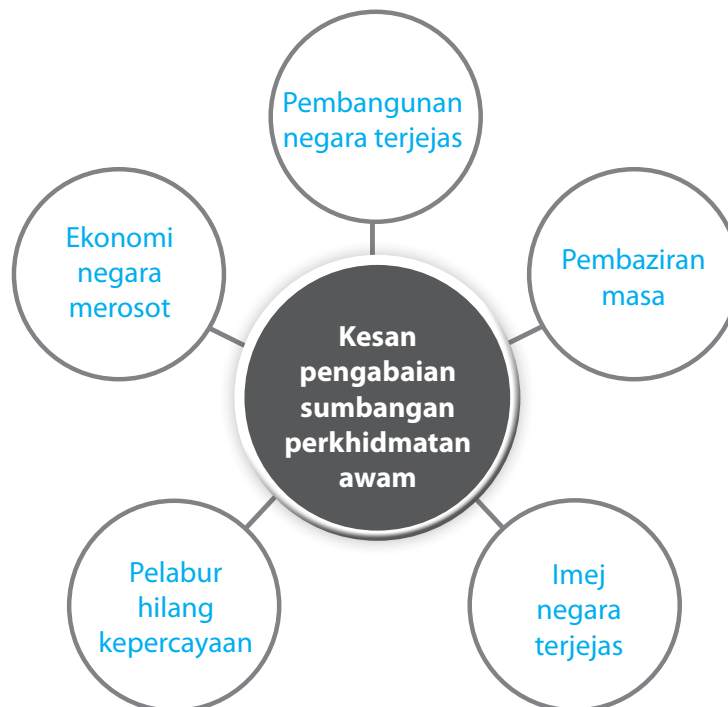 Pembangunan
negara terjejas
Ekonomi
negara
merosot
Pembaziran
masa
Kesan
pengabaian
sumbangan
perkhidmatan
awam
Pelabur
hilang
kepercayaan
Imej
negara
terjejas